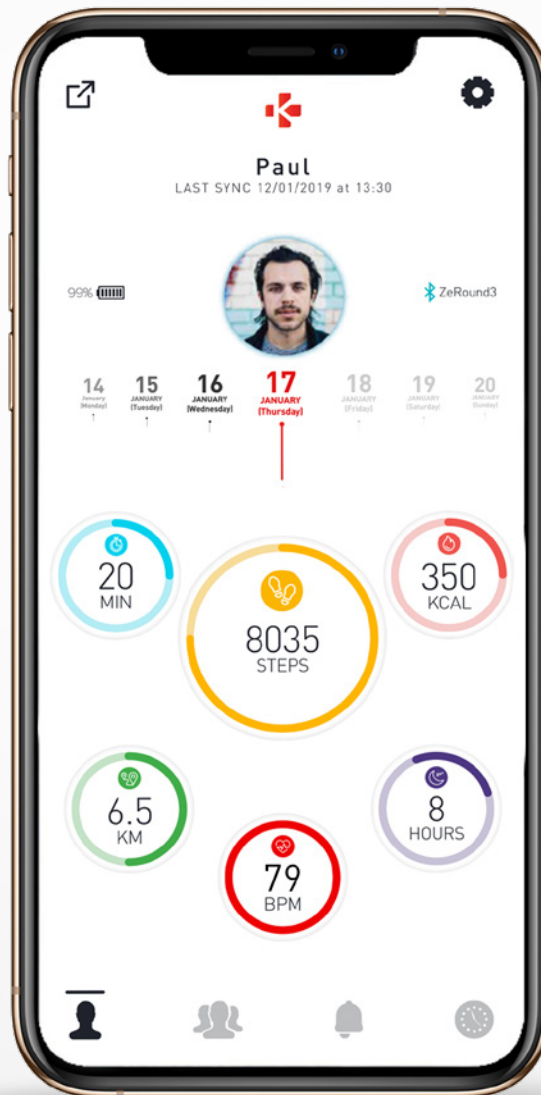 Paul
LAST SYNC 12/01/2019 at 13:30
99%
ZeRound3
14
January
(Monday)
15
JANUARY
(Tuesday)
16
JANUARY
(Wednesday)
17
JANUARY
(Thursday)
18
JANUARY
(Friday)
19
JANUARY
(Saturday)
20
JANUARY
(Sunday)
20
MIN
8035
STEPS
350
KCAL
6.5
KM
79
BPM
8
HOURS